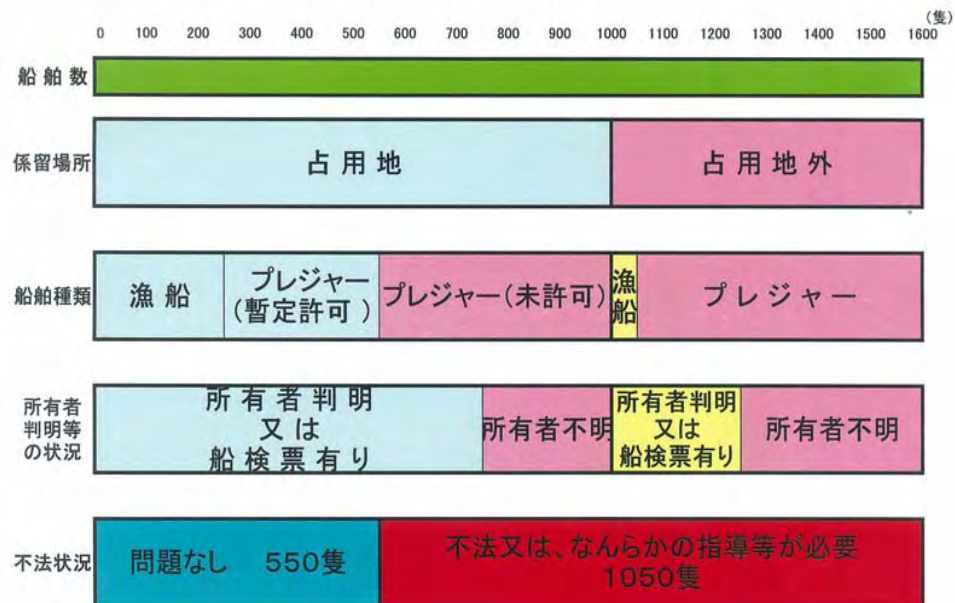 (隻)
0 100 200 300 400 500 600 700 800 900 1000 1100 1200 1300 1400 1500 1600
船舶数
係留場所
占用地
占用地外
船舶種類
漁船
プレジャー
(暫定許可)
プレジャー(未許可)
漁
船
プレジャー
所有者
判明等
の状況
所有者判明
又は
船検票有り
所有者不明
所有者判明
又は
船検票有り
所有者不明
不法状況
問題なし 550隻
不法又は、なんらかの指導等が必要
1050隻